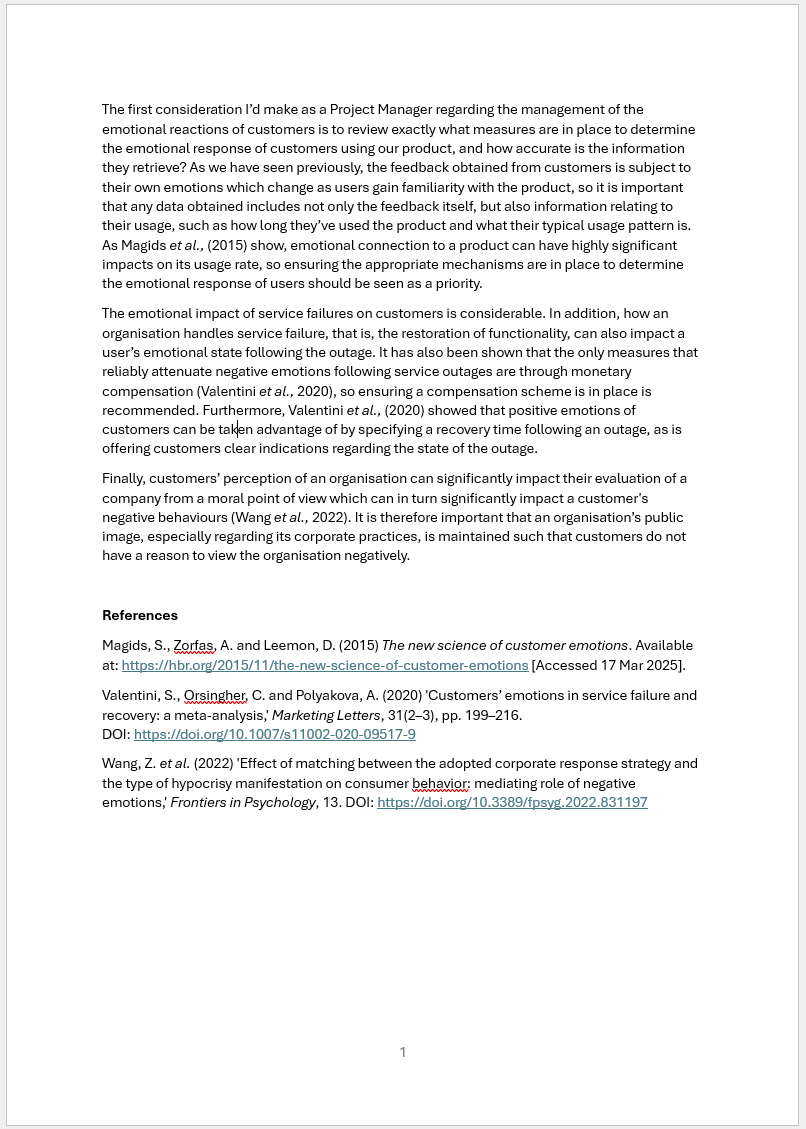 The first consideration I’d make as a Project Manager regarding the management of the
emotional reactions of customers is to review exactly what measures are in place to determine
the emotional response of customers using our product, and how accurate is the information
they retrieve? As we have seen previously, the feedback obtained from customers is subject to
their own emotions which change as users gain familiarity with the product, so it is important
that any data obtained includes not only the feedback itself, but also information relating to
their usage, such as how long they’ve used the product and what their typical usage pattern is.
As Magids et al., (2015) show, emotional connection to a product can have highly significant
impacts on its usage rate, so ensuring the appropriate mechanisms are in place to determine
the emotional response of users should be seen as a priority.
The emotional impact of service failures on customers is considerable. In addition, how an
organisation handles service failure, that is, the restoration of functionality, can also impact a
user’s emotional state following the outage. It has also been shown that the only measures that
reliably attenuate negative emotions following service outages are through monetary
compensation (Valentini et al., 2020), so ensuring a compensation scheme is in place is
recommended. Furthermore, Valentini et al., (2020) showed that positive emotions of
customers can be taken advantage of by specifying a recovery time following an outage, as is
offering customers clear indications regarding the state of the outage.
Finally, customers’ perception of an organisation can significantly impact their evaluation of a
company from a moral point of view which can in turn significantly impact a customer's
negative behaviours (Wang et al., 2022). It is therefore important that an organisation’s public
image, especially regarding its corporate practices, is maintained such that customers do not
have a reason to view the organisation negatively.
References
Magids, S., Zorfas, A. and Leemon, D. (2015) The new science of customer emotions. Available
at: https://hbr.org/2015/11/the-new-science-of-customer-emotions [Accessed 17 Mar 2025].
Valentini, S., Orsingher, C. and Polyakova, A. (2020) 'Customers’ emotions in service failure and
recovery: a meta-analysis,' Marketing Letters, 31(2–3), pp. 199–216.
DOI: https://doi.org/10.1007/s11002-020-09517-9
Wang, Z. et al. (2022) 'Effect of matching between the adopted corporate response strategy and
the type of hypocrisy manifestation on consumer behavior: mediating role of negative
emotions,' Frontiers in Psychology, 13. DOI: https://doi.org/10.3389/fpsyg.2022.831197
1